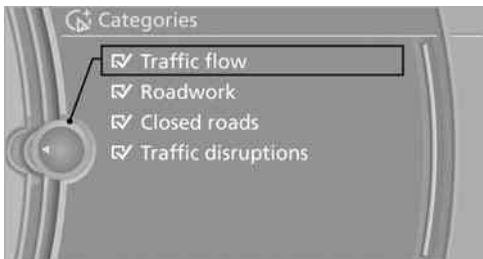 Categories
Traffic flow
Roadwork
Closed roads
Traffic disruptions